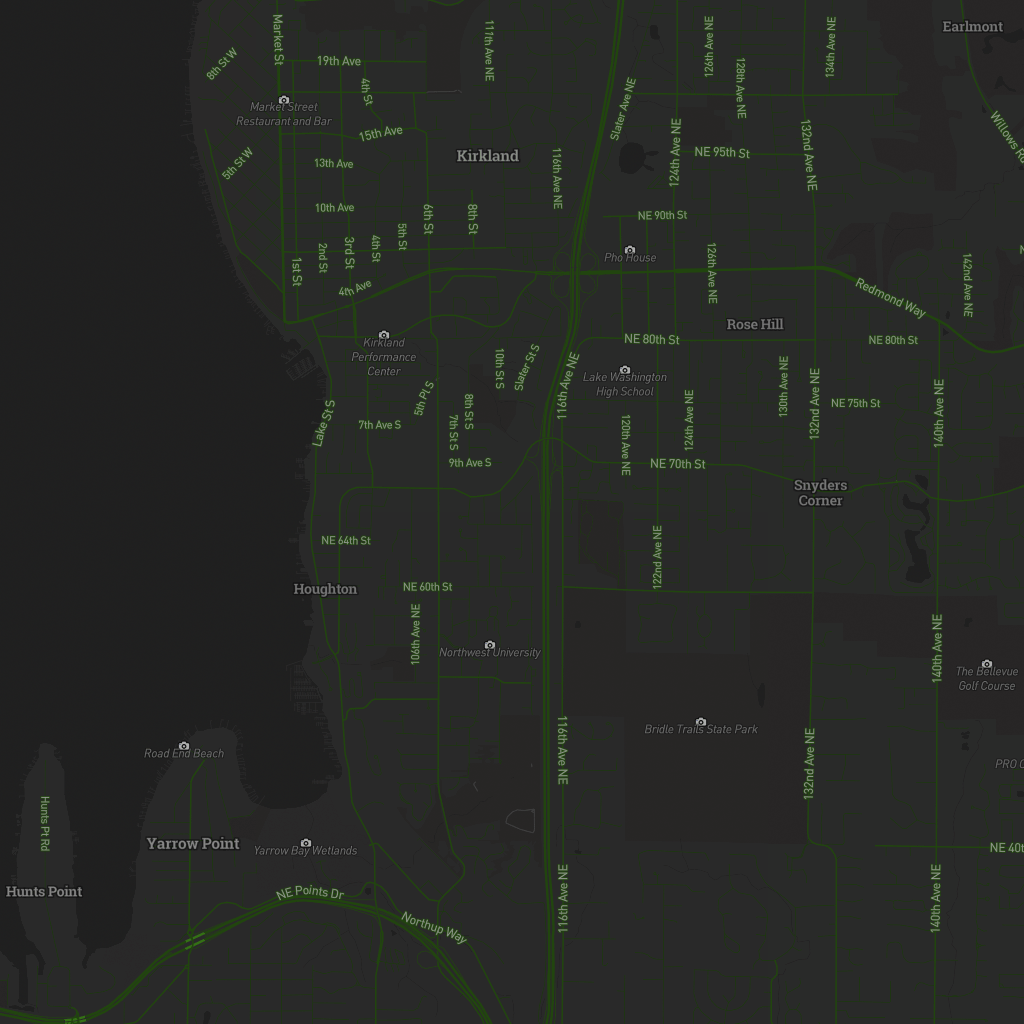 Market St
111th Ave NE
126th Ave NE
134th Ave NE
Earlmont
8th St W
19th Ave
4th St
128th Ave NE
Slater Ave NE
Market Street
Restaurant and Bar
15th Ave
Willows Ro
132nd Ave NE
124th Ave NE
NE 95th St
5th St W
13th Ave
Kirkland
116th Ave NE
10th Ave
6th St
8th St
NE 90th St
5th St
4th St
3rd St
2nd St
1st St
Pho House
126th Ave NE
142nd Ave NE
4th Ave
Redmond Way
Rose Hill
NE 80th St
NE 80th St
Kirkland
Performance
Center
10th St S
Slater St S
116th Ave NE
Lake Washington
High School
130th Ave NE
132nd Ave NE
NE 75th St
140th Ave NE
5th Pl S
8th St S
7th St S
Lake St S
7th Ave S
120th Ave NE
124th Ave NE
9th Ave S
NE 70th St
Snyders
Corner
NE 64th St
122nd Ave NE
Houghton
NE 60th St
106th Ave NE
Northwest University
140th Ave NE
The Bellevue
Golf Course
Bridle Trails State Park
116th Ave NE
132nd Ave NE
Road End Beach
PRO C
Hunts Pt Rd
Yarrow Point
Yarrow Bay Wetlands
NE 40t
Hunts Point
NE Points Dr
116th Ave NE
140th Ave NE
Northup Way